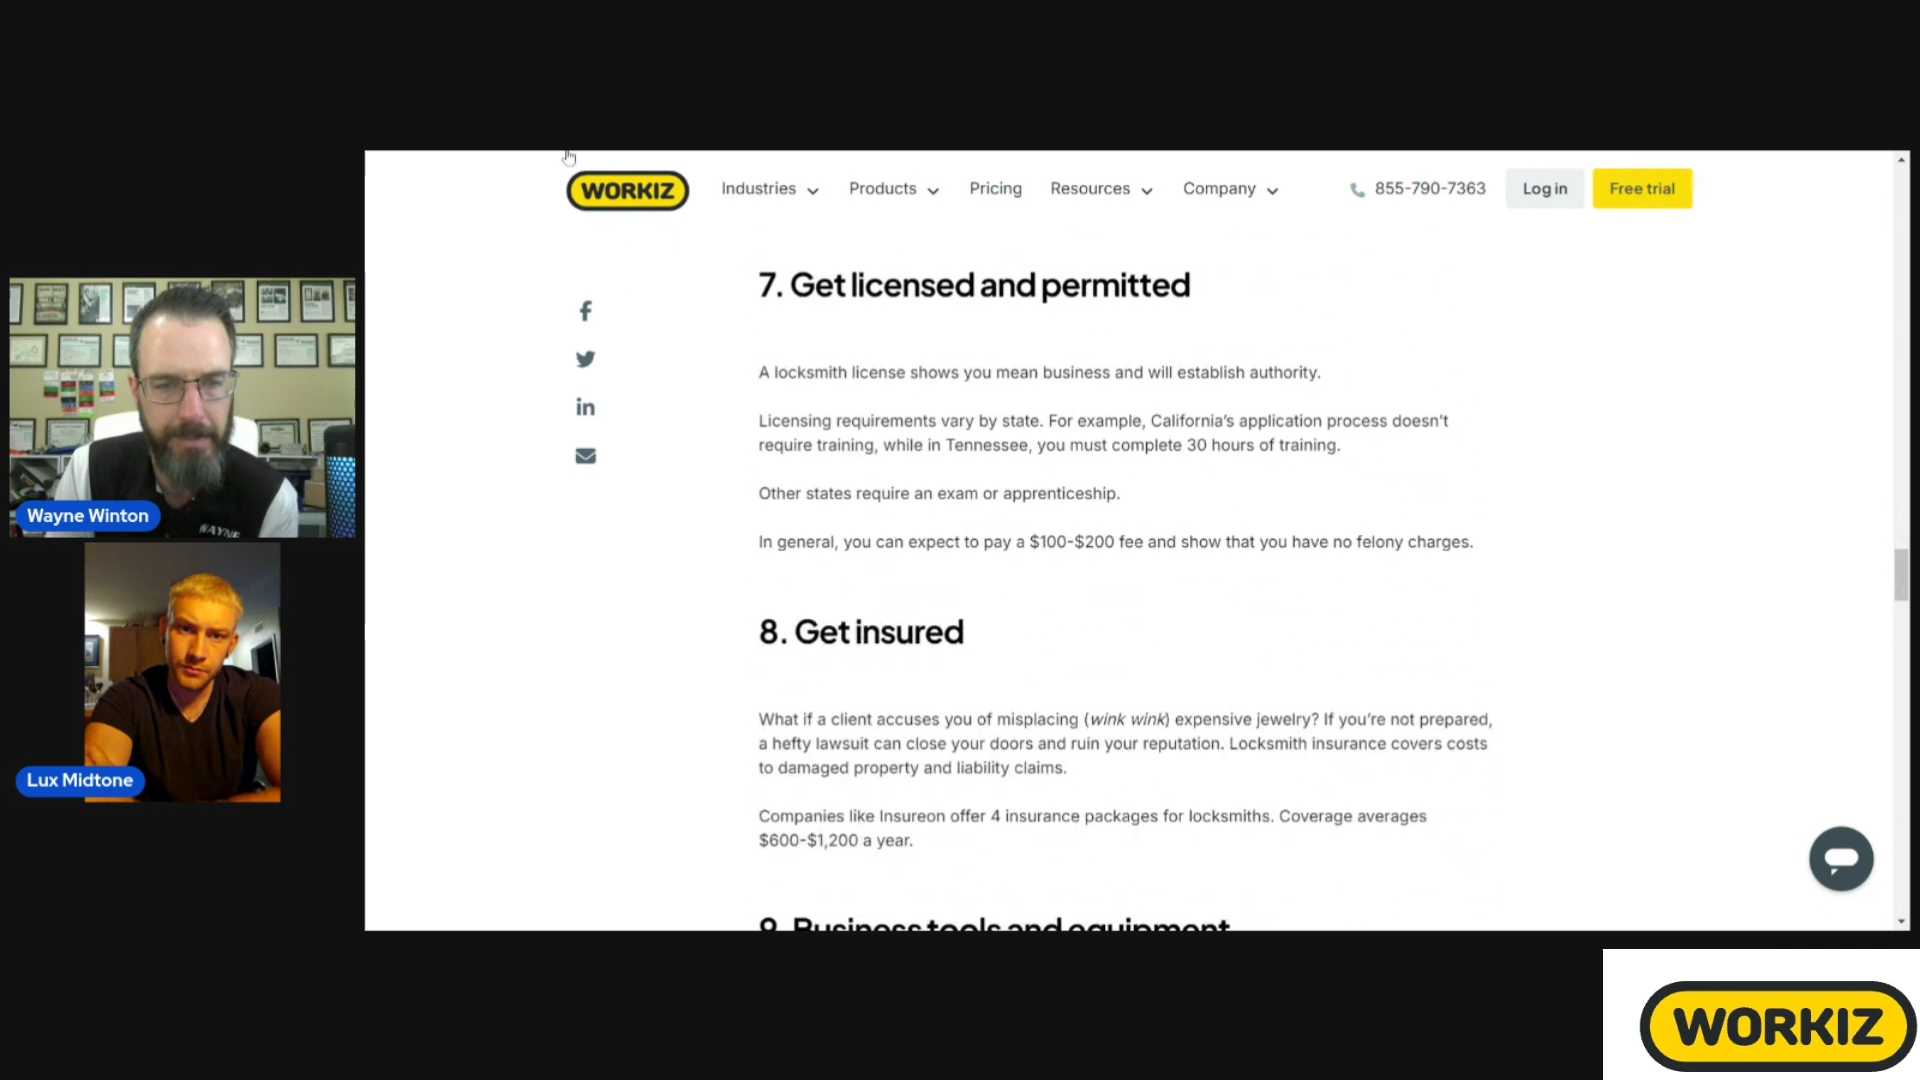 WORKIZ
Industries
Products
Pricing
Resources
Company
855-790-7363
Log in
Free trial
7. Get licensed and permitted
A locksmith license shows you mean business and will establish authority.
Licensing requirements vary by state. For example, California's application process doesn't
require training, while in Tennessee, you must complete 30 hours of training.
Other states require an exam or apprenticeship.
In general, you can expect to pay a $100-$200 fee and show that you have no felony charges.
8. Get insured
What if a client accuses you of misplacing (wink wink) expensive jewelry? If you're not prepared,
a hefty lawsuit can close your doors and ruin your reputation. Locksmith insurance covers costs
to damaged property and liability claims.
Companies like Insureon offer 4 insurance packages for locksmiths. Coverage averages
$600-$1,200 a year.
9. Business tools and equipment
WAYNE
Wayne Winton
Lux Midtone
WORKIZ